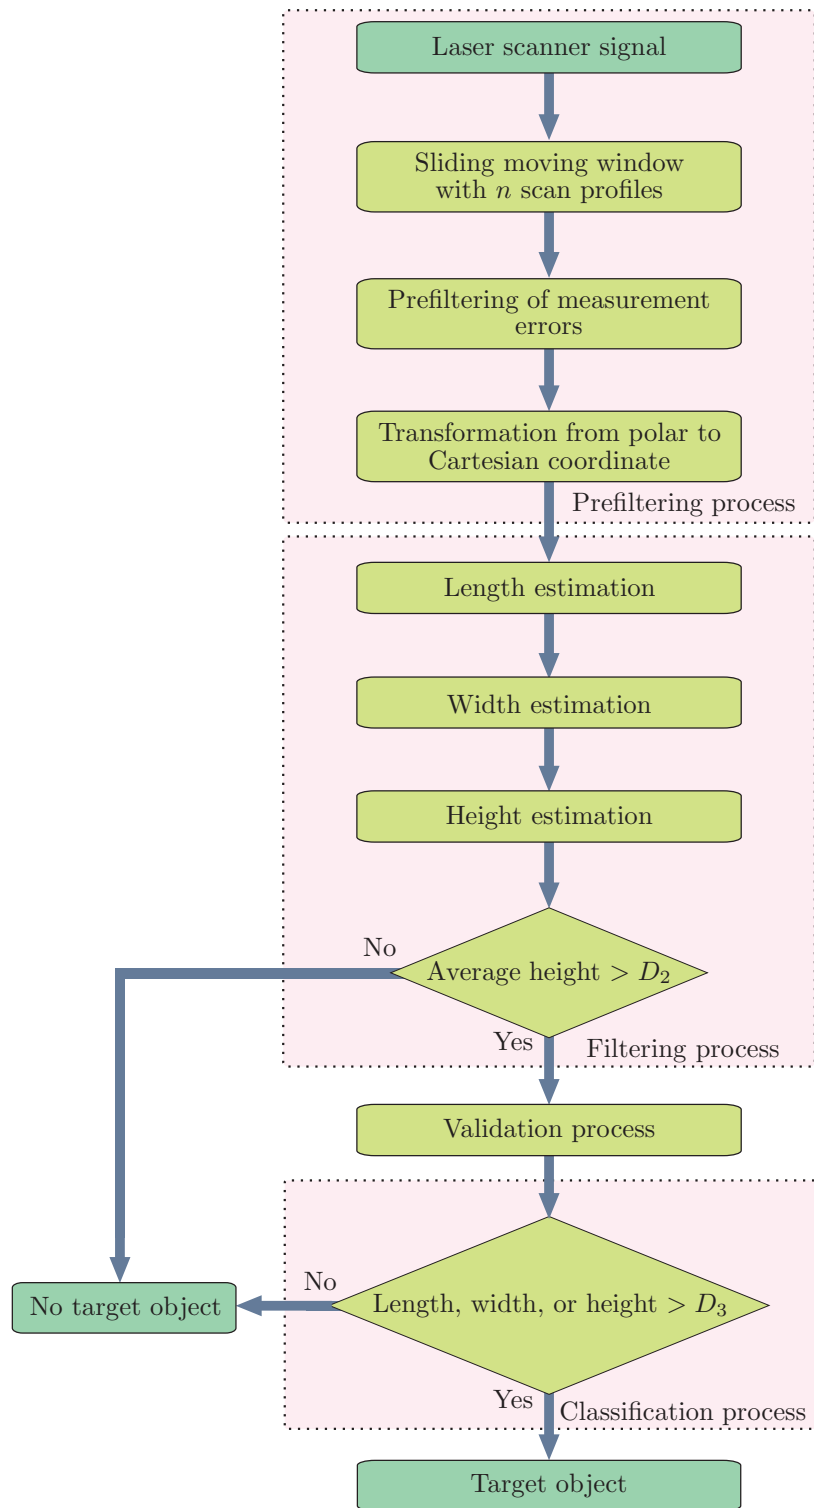 Laser scanner signal
Sliding moving window
with n scan profiles
Prefiltering of measurement
errors
Transformation from polar to
Cartesian coordinate
Prefiltering process
Length estimation
Width estimation
Height estimation
No
Average height > D₂
Yes
Filtering process
Validation process
No
No target object
Length, width, or height > D₃
Yes
Classification process
Target object